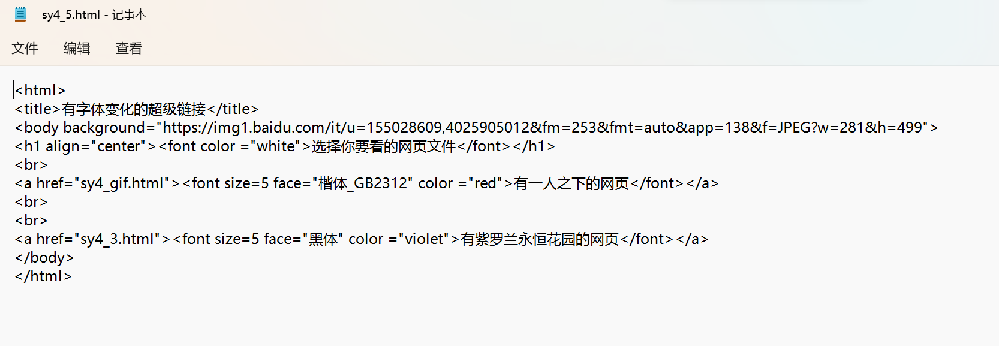 sy4_5.html - 记事本
文件 编辑 查看
<html>
<title>有字体变化的超级链接</title>
<body background="https://img1.baidu.com/it/u=155028609,4025905012&fm=253&fmt=auto&app=138&f=JPEG?w=281&h=499">
<h1 align="center"><font color ="white">选择你要看的网页文件</font></h1>
<br>
<a href="sy4_gif.html"><font size=5 face="楷体_GB2312" color ="red">有一人之下的网页</font></a>
<br>
<br>
<a href="sy4_3.html"><font size=5 face="黑体" color ="violet">有紫罗兰永恒花园的网页</font></a>
</body>
</html>